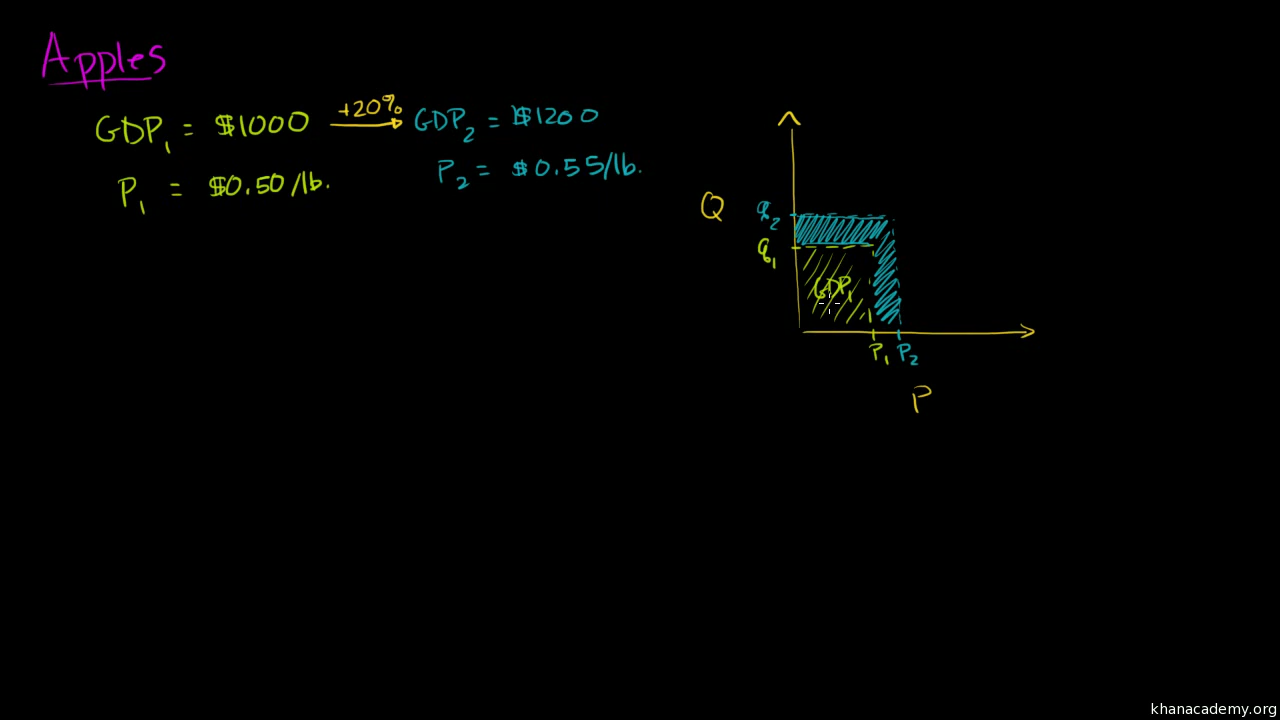 Apples
GDP₁ = $1000 +20% GDP₂ = $1200
P₁ = $0.50/lb. P₂ = $0.55/lb.
Q
q₂
q₁
GDP₁
P₁ P₂
P
khanacademy.org